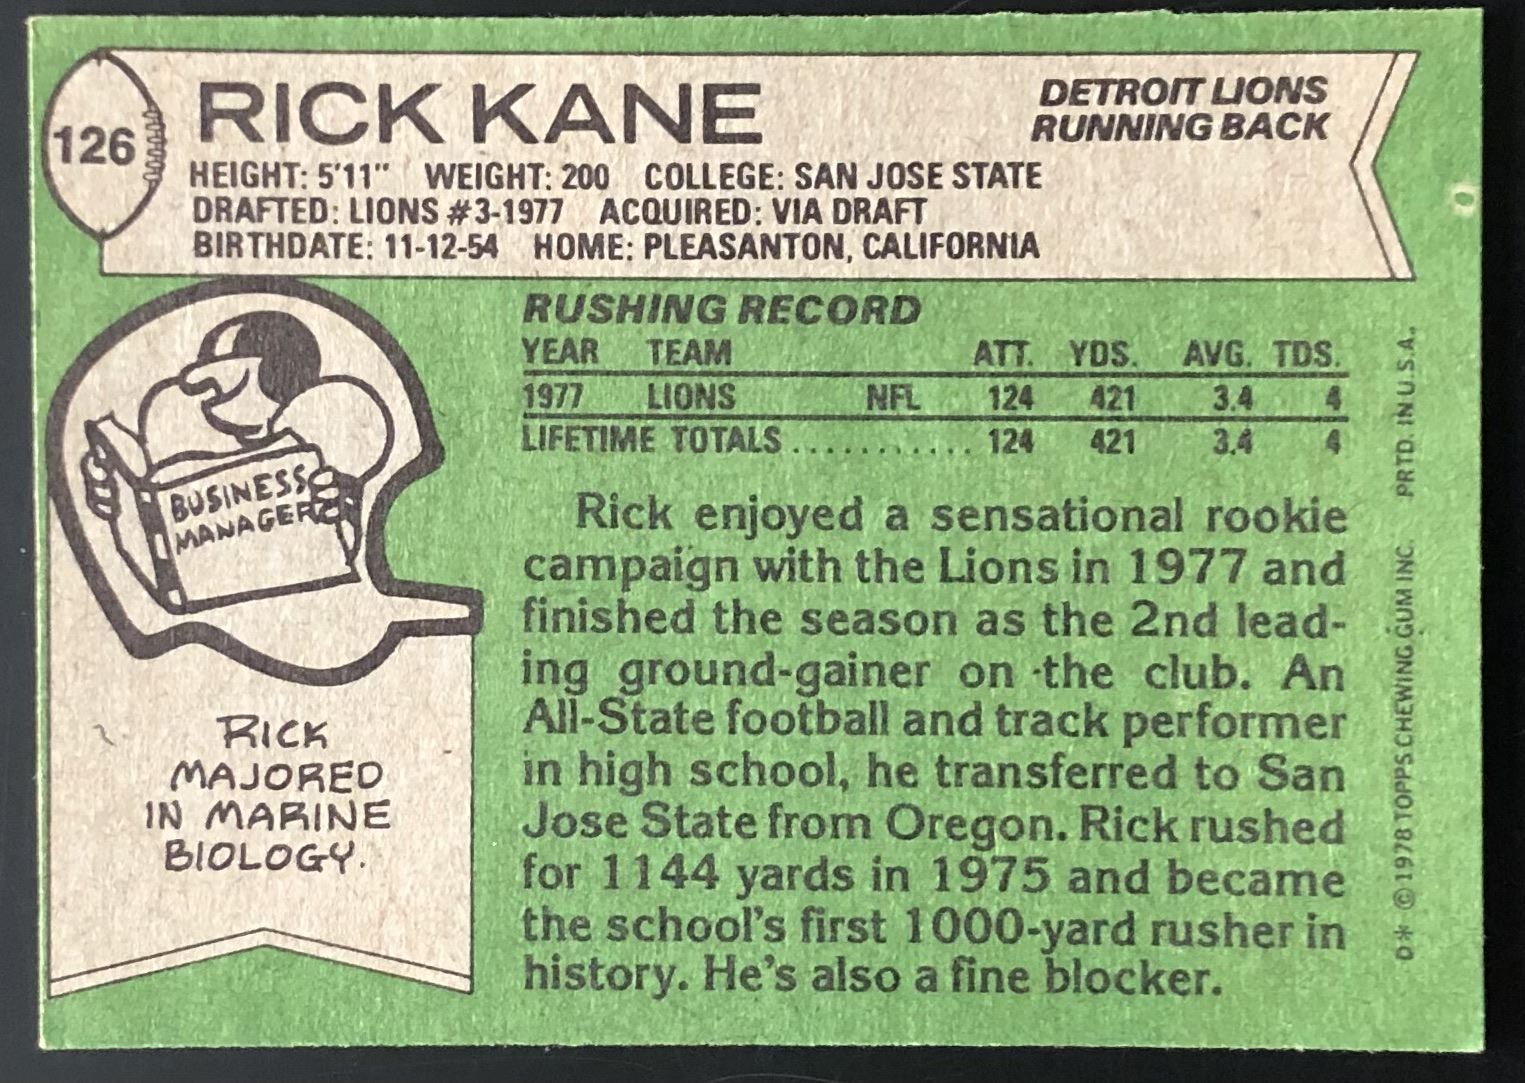 126
RICK KANE
DETROIT LIONS
RUNNING BACK
HEIGHT: 5'11" WEIGHT: 200 COLLEGE: SAN JOSE STATE
DRAFTED: LIONS #3-1977 ACQUIRED: VIA DRAFT
BIRTHDATE: 11-12-54 HOME: PLEASANTON, CALIFORNIA
BUSINESS
MANAGER
RICK
MAJORED
IN MARINE
BIOLOGY.
RUSHING RECORD
YEAR TEAM ATT. YDS. AVG. TDS.
1977 LIONS NFL 124 421 3.4 4
LIFETIME TOTALS............ 124 421 3.4 4
Rick enjoyed a sensational rookie
campaign with the Lions in 1977 and
finished the season as the 2nd lead-
ing ground-gainer on the club. An
All-State football and track performer
in high school, he transferred to San
Jose State from Oregon. Rick rushed
for 1144 yards in 1975 and became
the school's first 1000-yard rusher in
history. He's also a fine blocker.
D* © 1978 TOPPS CHEWING GUM INC. PRTD. IN U.S.A.